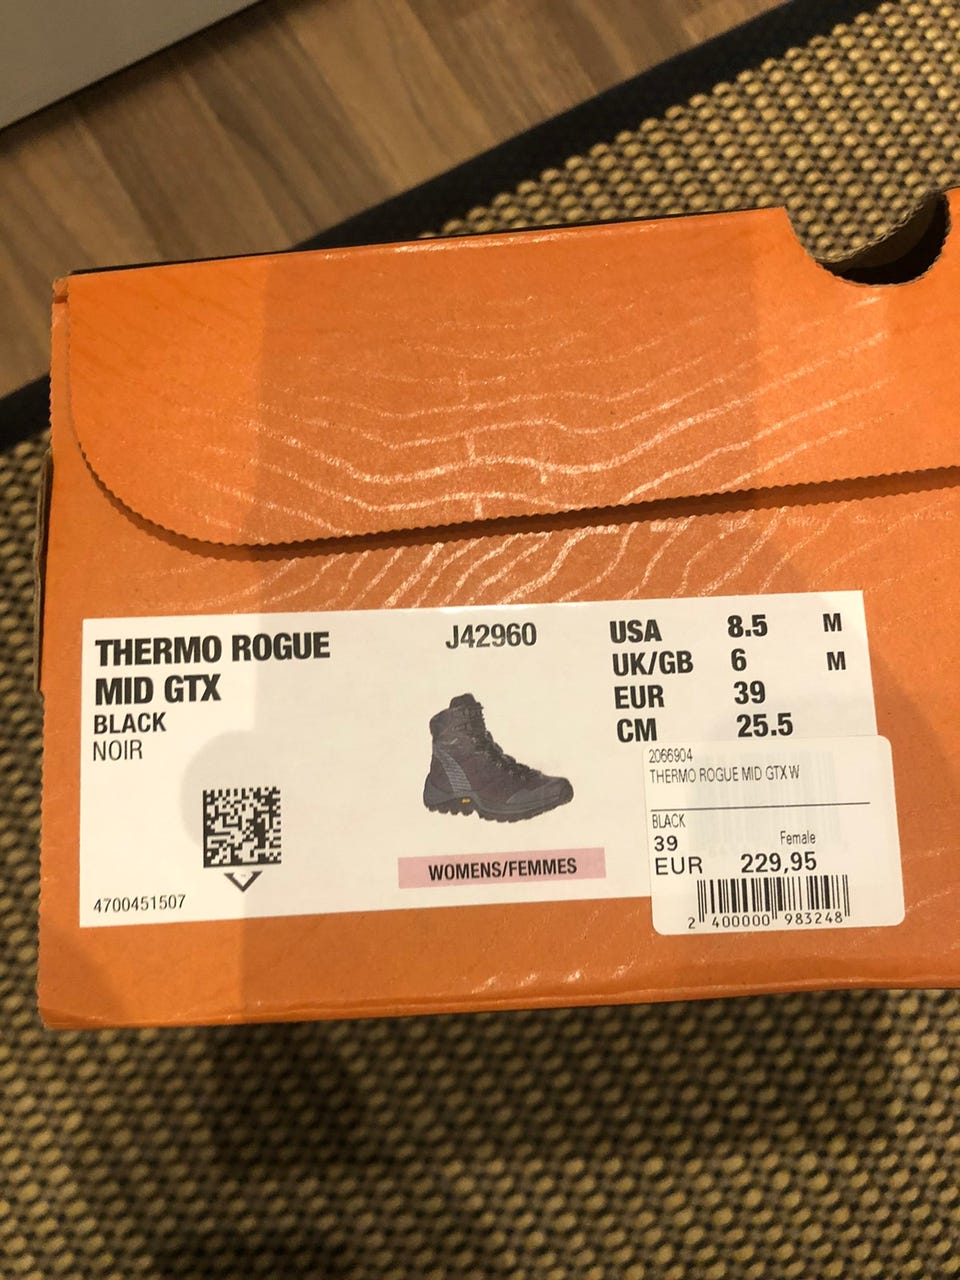 THERMO ROGUE
MID GTX
BLACK
NOIR
4700451507
J42960
WOMENS/FEMMES
USA 8.5 M
UK/GB 6 M
EUR 39
CM 25.5
2066904
THERMO ROGUE MID GTX W
BLACK
39 Female
EUR 229,95
2 400000 983248